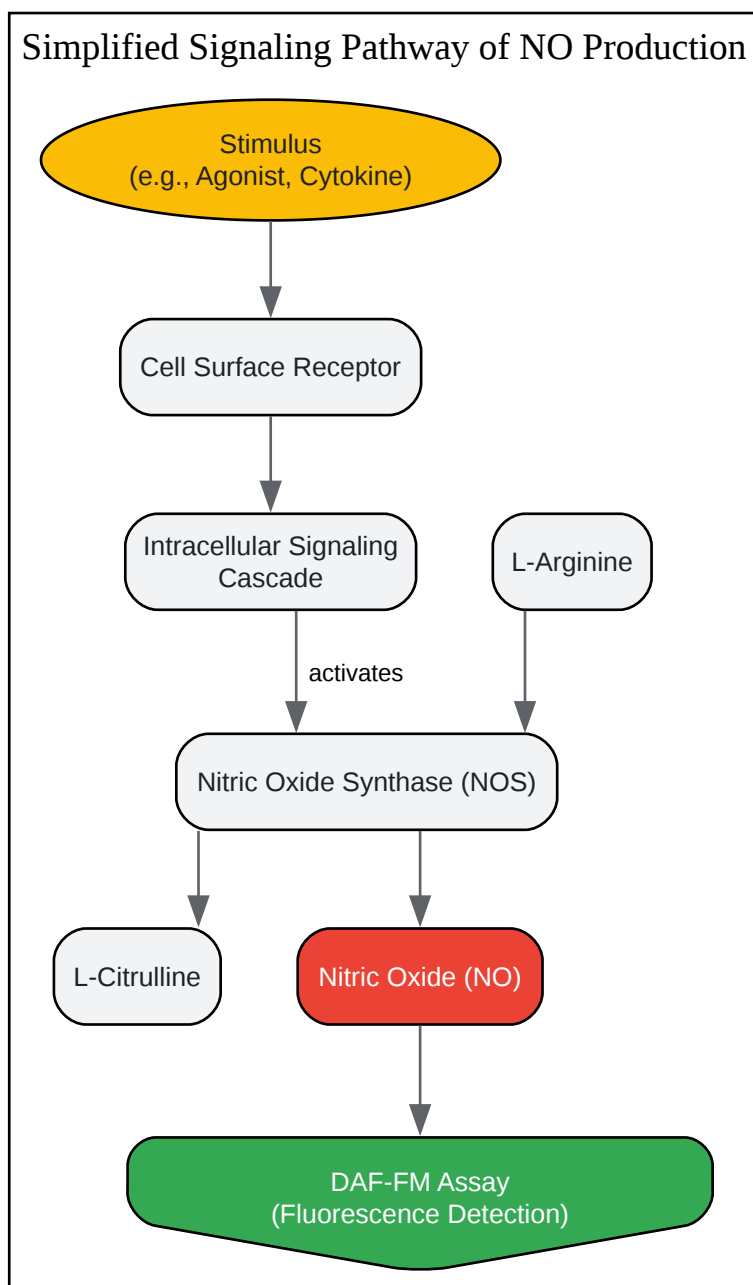 Simplified Signaling Pathway of NO Production
Stimulus
(e.g., Agonist, Cytokine)
Cell Surface Receptor
Intracellular Signaling
Cascade
L-Arginine
activates
Nitric Oxide Synthase (NOS)
L-Citrulline
Nitric Oxide (NO)
DAF-FM Assay
(Fluorescence Detection)